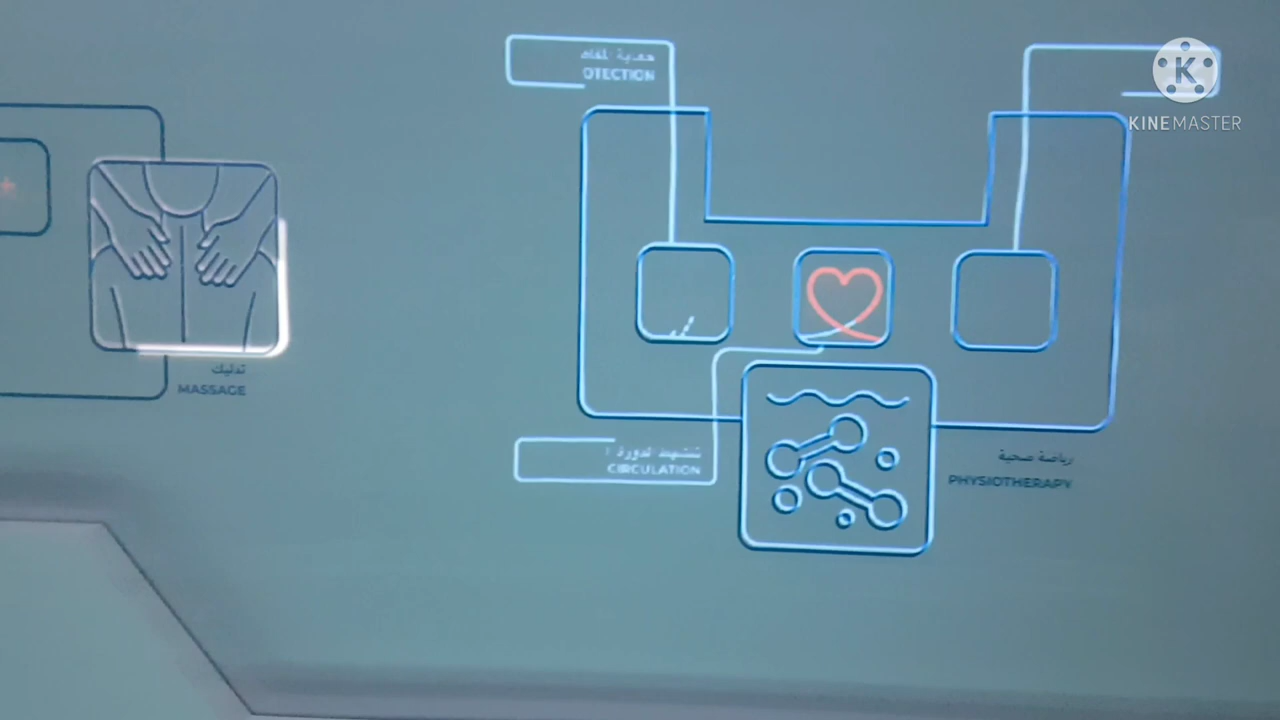 OTECTION
KINEMASTER
تدليك
MASSAGE
CIRCULATION
رياضة صحية
PHYSIOTHERAPY